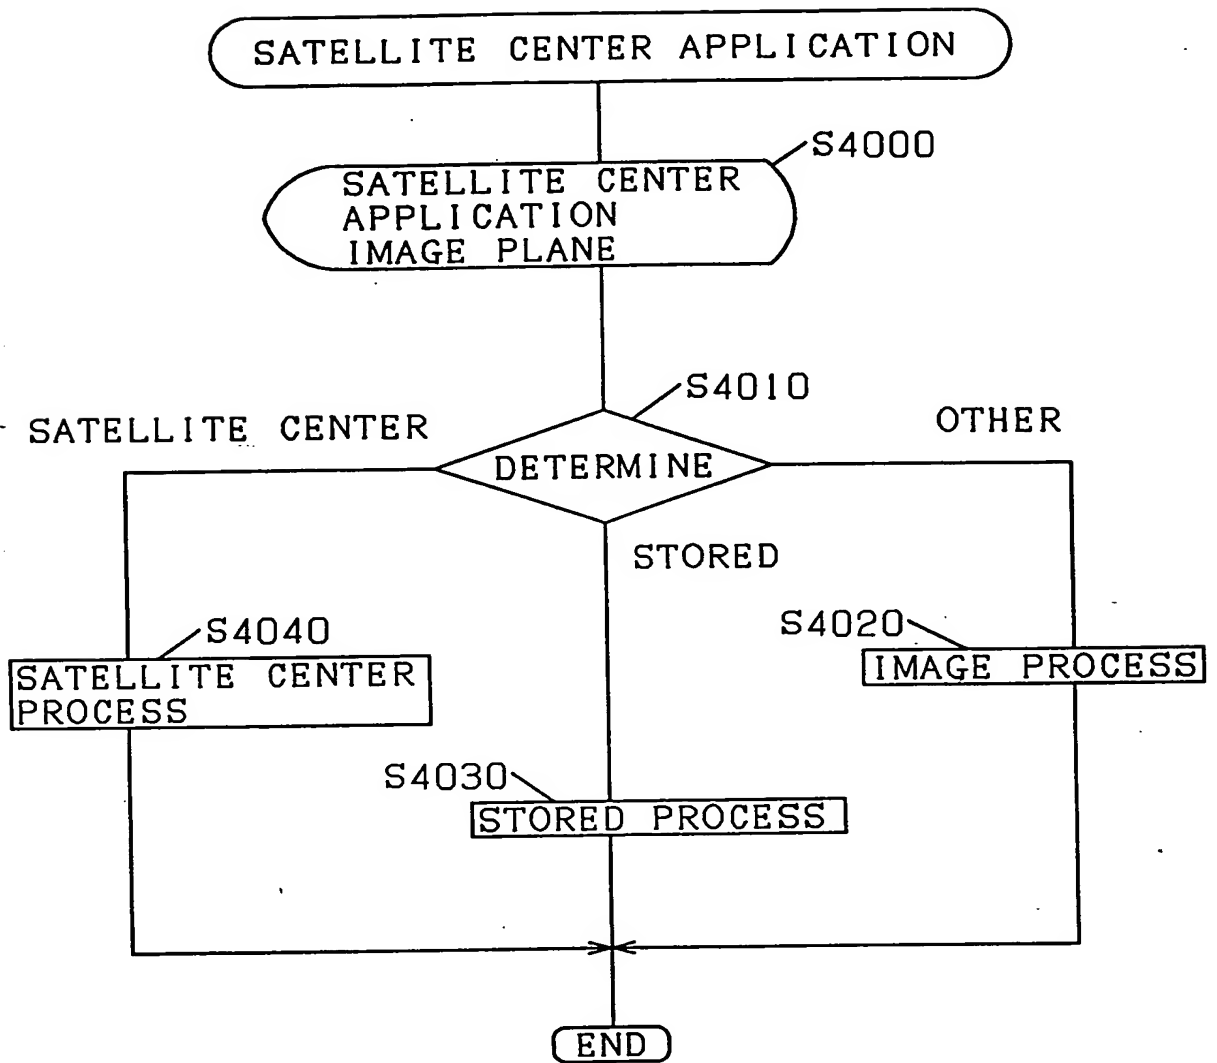 SATELLITE CENTER APPLICATION
S4000
SATELLITE CENTER
APPLICATION
IMAGE PLANE
S4010
SATELLITE CENTER
OTHER
DETERMINE
STORED
S4040
S4020
SATELLITE CENTER
PROCESS
IMAGE PROCESS
S4030
STORED PROCESS
END